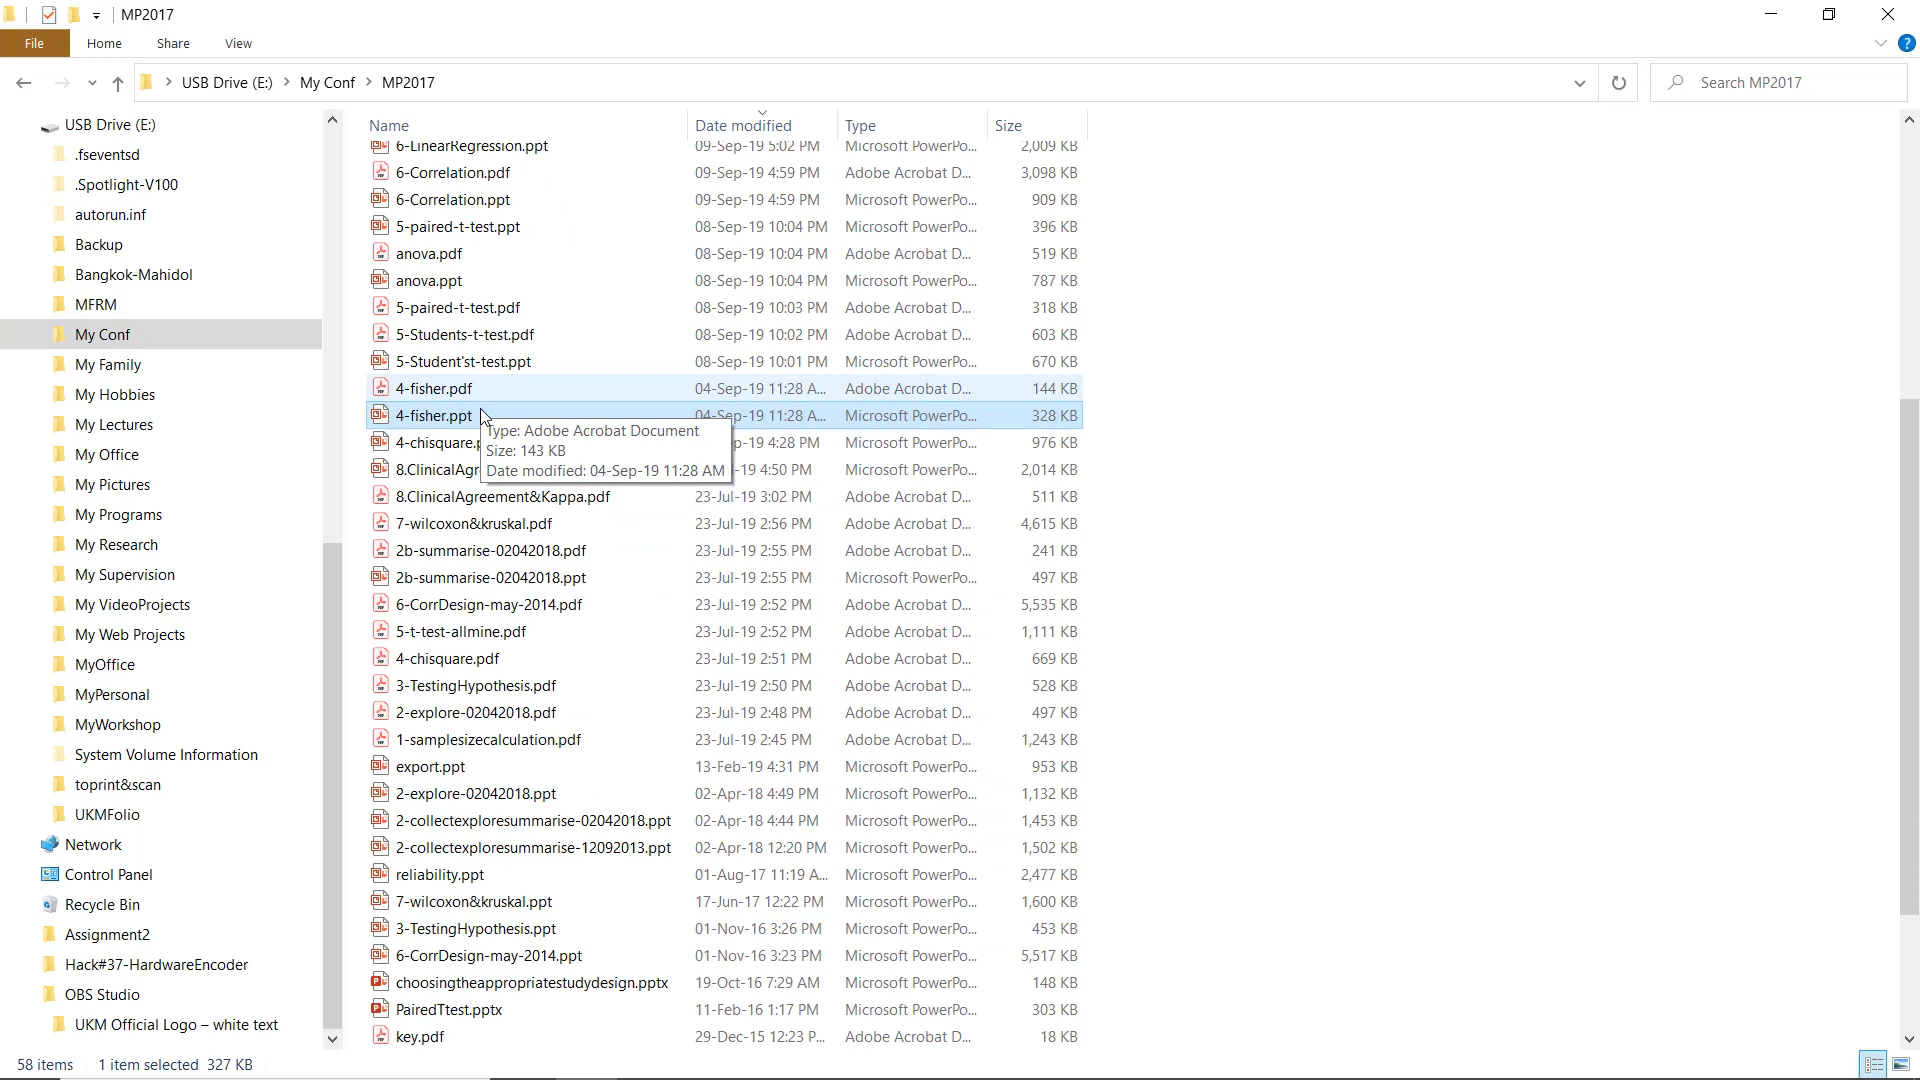 MP2017
File Home Share View
USB Drive (E:) My Conf MP2017
Search MP2017
USB Drive (E:)
.fseventsd
.Spotlight-V100
autorun.inf
Backup
Bangkok-Mahidol
MFRM
My Conf
My Family
My Hobbies
My Lectures
My Office
My Pictures
My Programs
My Research
My Supervision
My VideoProjects
My Web Projects
MyOffice
MyPersonal
MyWorkshop
System Volume Information
toprint&scan
UKMFolio
Network
Control Panel
Recycle Bin
Assignment2
Hack#37-HardwareEncoder
OBS Studio
UKM Official Logo – white text
Name Date modified Type Size
6-LinearRegression.ppt 09-Sep-19 5:02 PM Microsoft PowerPo... 2,009 KB
6-Correlation.pdf 09-Sep-19 4:59 PM Adobe Acrobat D... 3,098 KB
6-Correlation.ppt 09-Sep-19 4:59 PM Microsoft PowerPo... 909 KB
5-paired-t-test.ppt 08-Sep-19 10:04 PM Microsoft PowerPo... 396 KB
anova.pdf 08-Sep-19 10:04 PM Adobe Acrobat D... 519 KB
anova.ppt 08-Sep-19 10:04 PM Microsoft PowerPo... 787 KB
5-paired-t-test.pdf 08-Sep-19 10:03 PM Adobe Acrobat D... 318 KB
5-Students-t-test.pdf 08-Sep-19 10:02 PM Adobe Acrobat D... 603 KB
5-Student'st-test.ppt 08-Sep-19 10:01 PM Microsoft PowerPo... 670 KB
4-fisher.pdf 04-Sep-19 11:28 A... Adobe Acrobat D... 144 KB
4-fisher.ppt 04-Sep-19 11:28 A... Microsoft PowerPo... 328 KB
Type: Adobe Acrobat Document
Size: 143 KB
Date modified: 04-Sep-19 11:28 AM
4-chisquare.p p-19 4:28 PM Microsoft PowerPo... 976 KB
8.ClinicalAgr -19 4:50 PM Microsoft PowerPo... 2,014 KB
8.ClinicalAgreement&Kappa.pdf 23-Jul-19 3:02 PM Adobe Acrobat D... 511 KB
7-wilcoxon&kruskal.pdf 23-Jul-19 2:56 PM Adobe Acrobat D... 4,615 KB
2b-summarise-02042018.pdf 23-Jul-19 2:55 PM Adobe Acrobat D... 241 KB
2b-summarise-02042018.ppt 23-Jul-19 2:55 PM Microsoft PowerPo... 497 KB
6-CorrDesign-may-2014.pdf 23-Jul-19 2:52 PM Adobe Acrobat D... 5,535 KB
5-t-test-allmine.pdf 23-Jul-19 2:52 PM Adobe Acrobat D... 1,111 KB
4-chisquare.pdf 23-Jul-19 2:51 PM Adobe Acrobat D... 669 KB
3-TestingHypothesis.pdf 23-Jul-19 2:50 PM Adobe Acrobat D... 528 KB
2-explore-02042018.pdf 23-Jul-19 2:48 PM Adobe Acrobat D... 497 KB
1-samplesizecalculation.pdf 23-Jul-19 2:45 PM Adobe Acrobat D... 1,243 KB
export.ppt 13-Feb-19 4:31 PM Microsoft PowerPo... 953 KB
2-explore-02042018.ppt 02-Apr-18 4:49 PM Microsoft PowerPo... 1,132 KB
2-collectexploresummarise-02042018.ppt 02-Apr-18 4:44 PM Microsoft PowerPo... 1,453 KB
2-collectexploresummarise-12092013.ppt 02-Apr-18 12:20 PM Microsoft PowerPo... 1,502 KB
reliability.ppt 01-Aug-17 11:19 A... Microsoft PowerPo... 2,477 KB
7-wilcoxon&kruskal.ppt 17-Jun-17 12:22 PM Microsoft PowerPo... 1,600 KB
3-TestingHypothesis.ppt 01-Nov-16 3:26 PM Microsoft PowerPo... 453 KB
6-CorrDesign-may-2014.ppt 01-Nov-16 3:23 PM Microsoft PowerPo... 5,517 KB
choosingtheappropriatestudydesign.pptx 19-Oct-16 7:29 AM Microsoft PowerPo... 148 KB
PairedTtest.pptx 11-Feb-16 1:17 PM Microsoft PowerPo... 303 KB
key.pdf 29-Dec-15 12:23 P... Adobe Acrobat D... 18 KB
58 items 1 item selected 327 KB